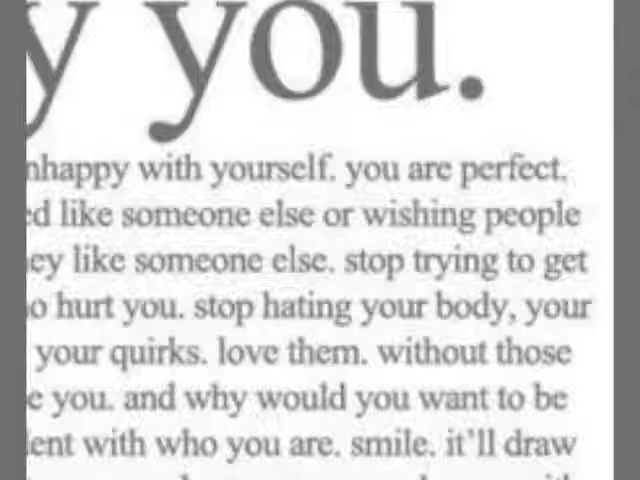 y you.
nhappy with yourself. you are perfect.
ed like someone else or wishing people
ey like someone else. stop trying to get
o hurt you. stop hating your body, your
your quirks. love them. without those
e you. and why would you want to be
ent with who you are. smile. it'll draw